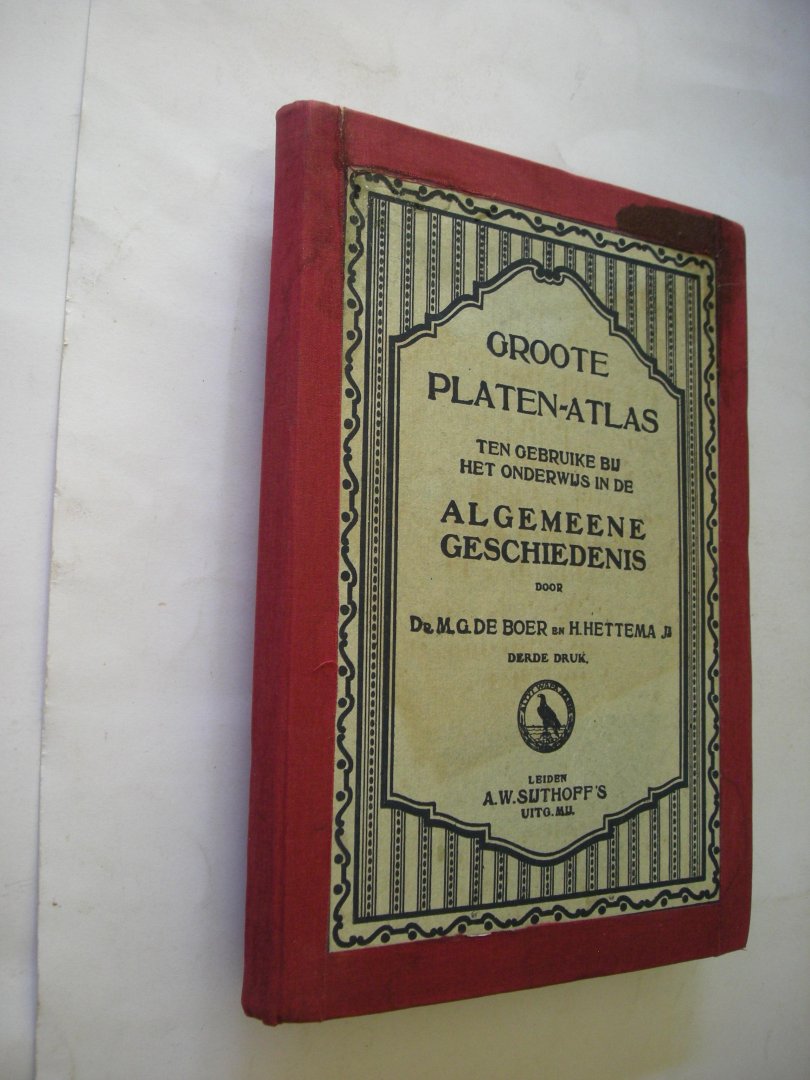 GROOTE
PLATEN-ATLAS
TEN GEBRUIKE BIJ
HET ONDERWIJS IN DE
ALGEMEENE
GESCHIEDENIS
DOOR
DR. M. G. DE BOER EN H. HETTEMA JR
DERDE DRUK.
LEIDEN
A.W. SIJTHOFF'S
UITG. MIJ.